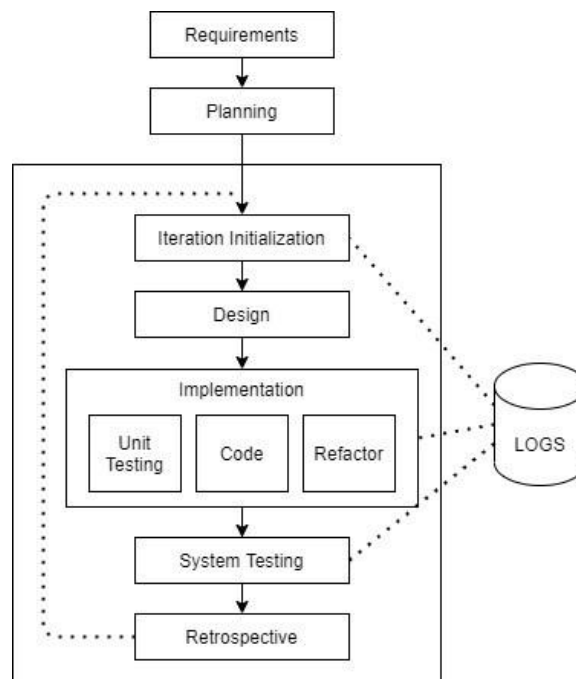 Requirements
Planning
Iteration Initialization
Design
Implementation
Unit
Testing
Code
Refactor
LOGS
System Testing
Retrospective